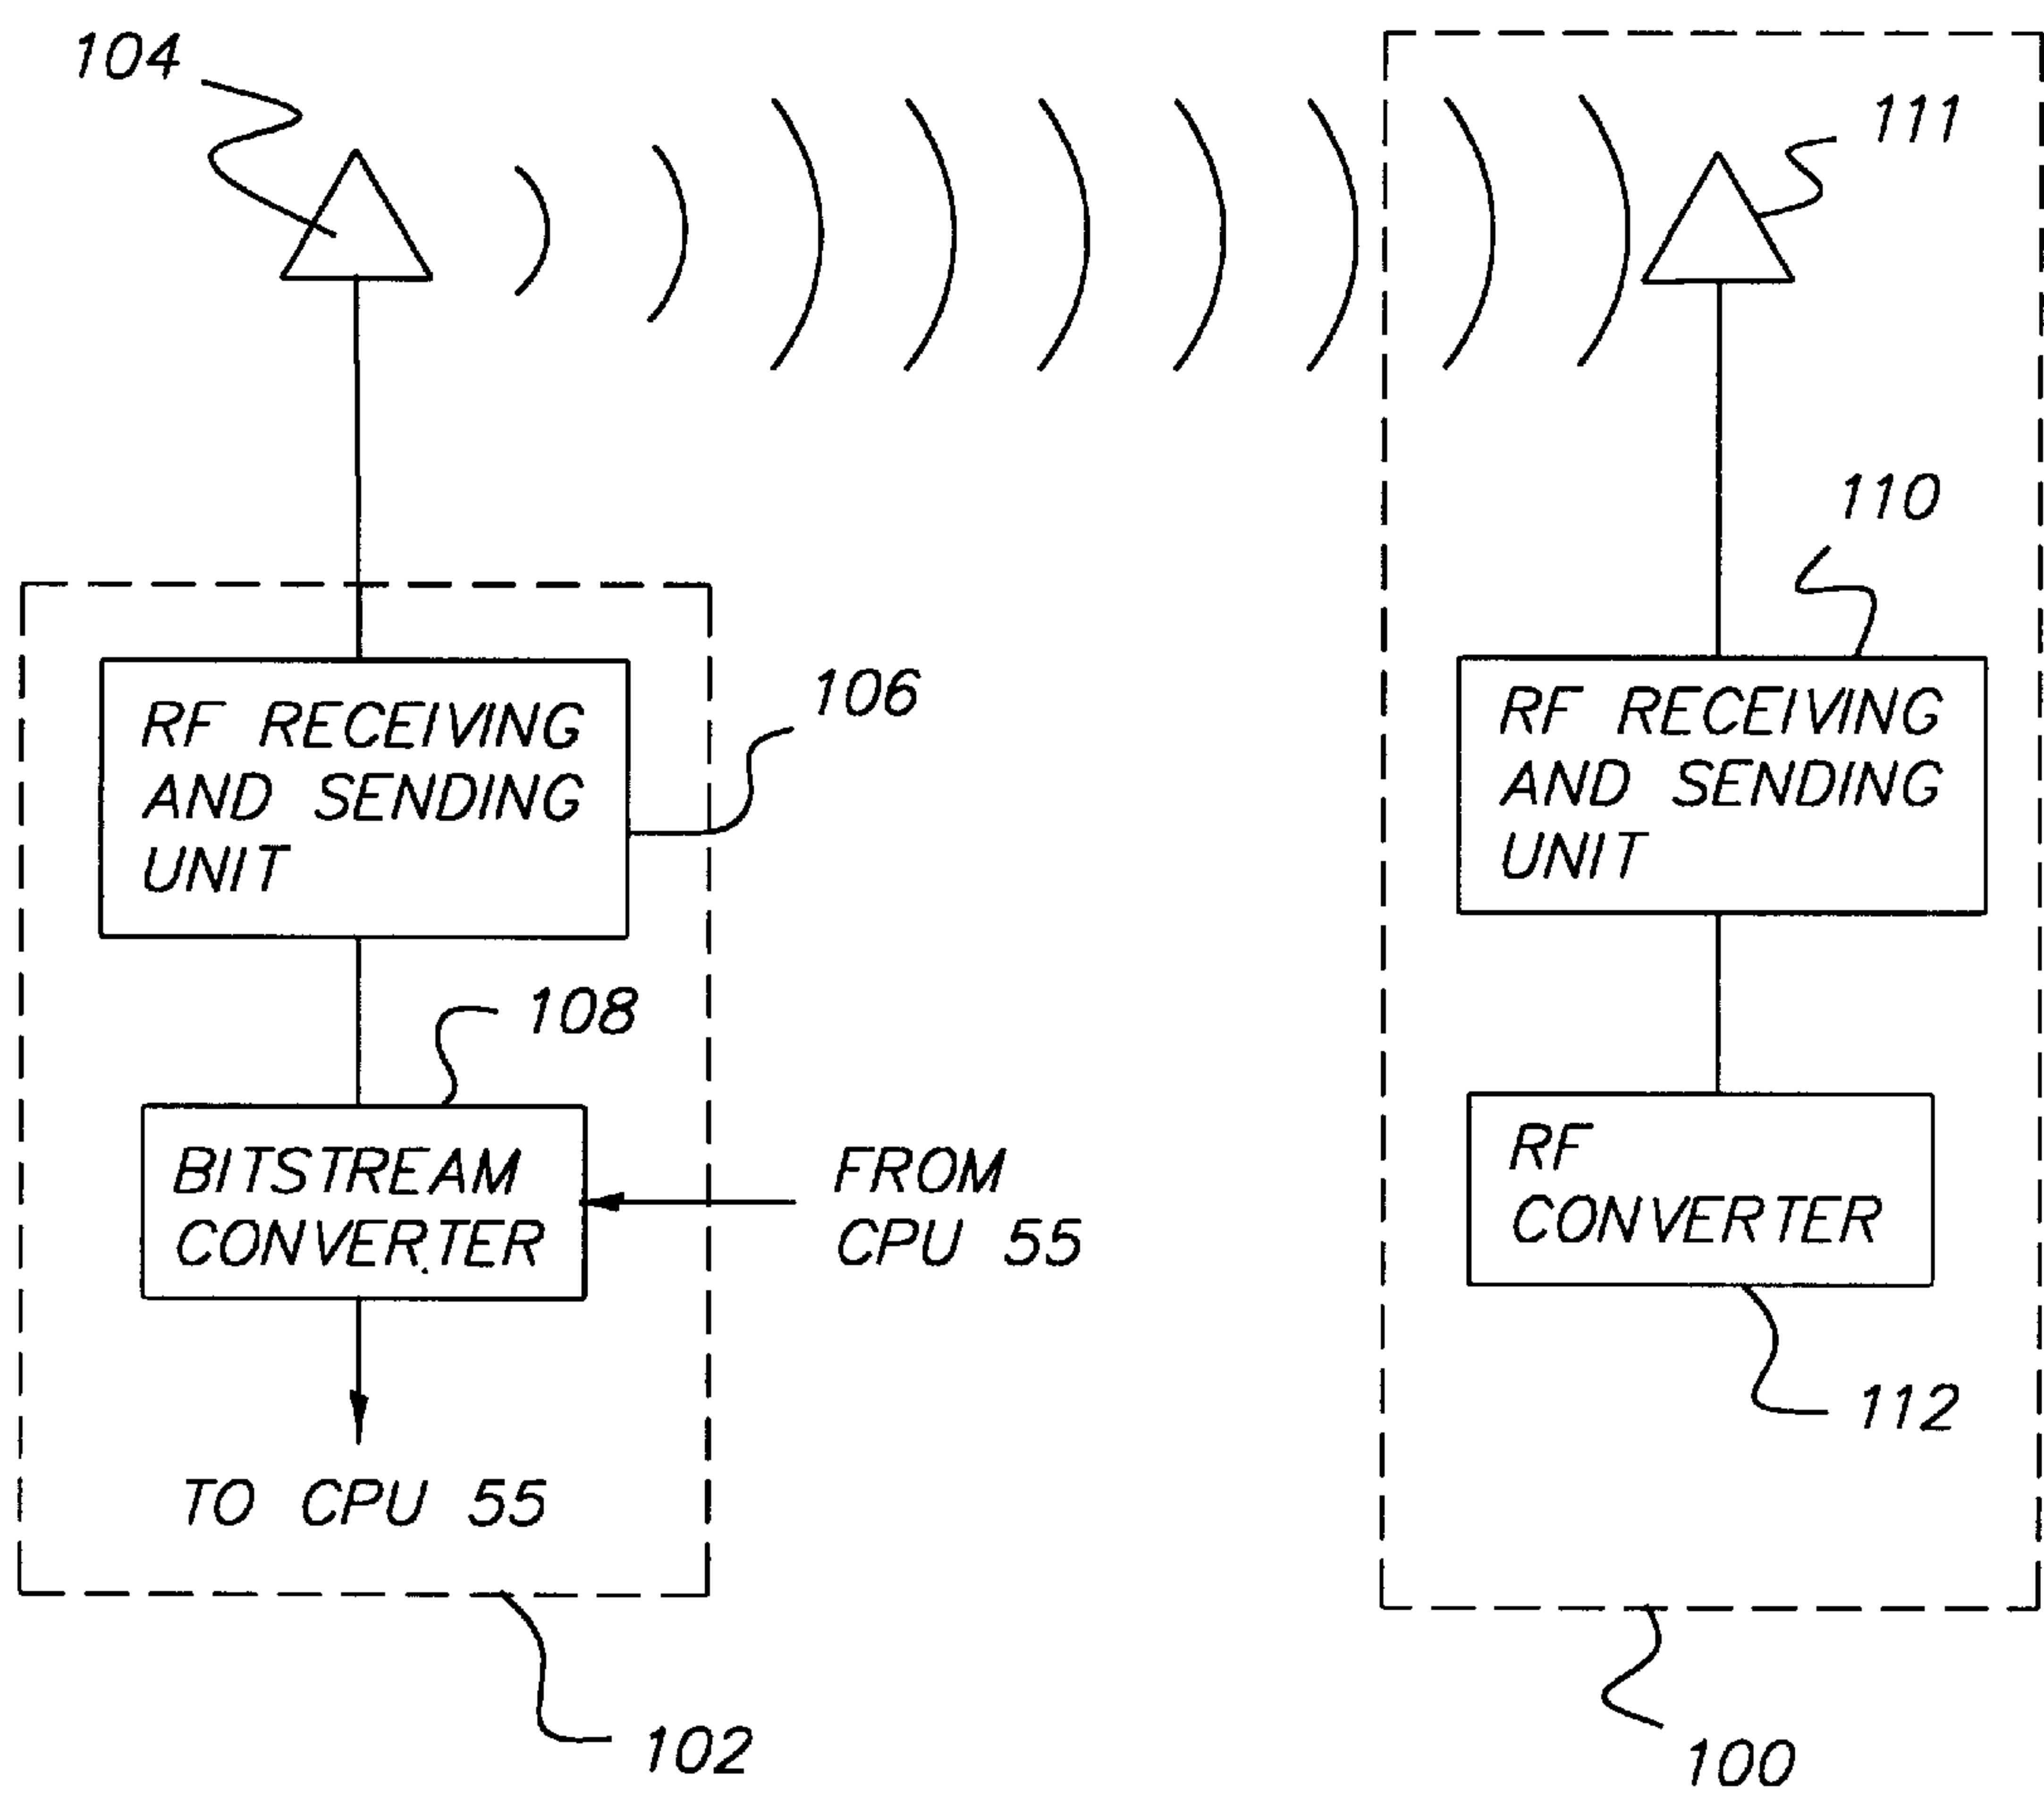 104
111
110
RF RECEIVING
AND SENDING
UNIT
106
RF RECEIVING
AND SENDING
UNIT
108
BITSTREAM
CONVERTER
FROM
CPU 55
RF
CONVERTER
112
TO CPU 55
102
100